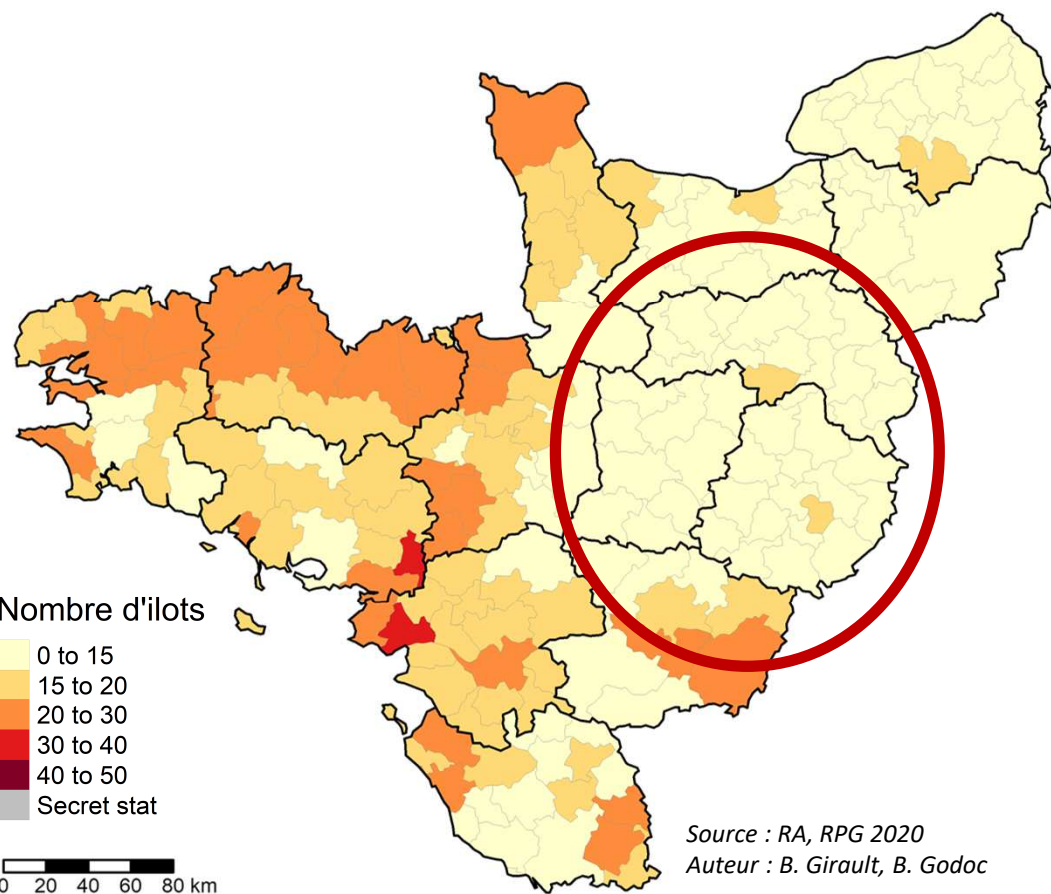 Nombre d'ilots
0 to 15
15 to 20
20 to 30
30 to 40
40 to 50
Secret stat
0 20 40 60 80 km
Source : RA, RPG 2020
Auteur : B. Girault, B. Godoc